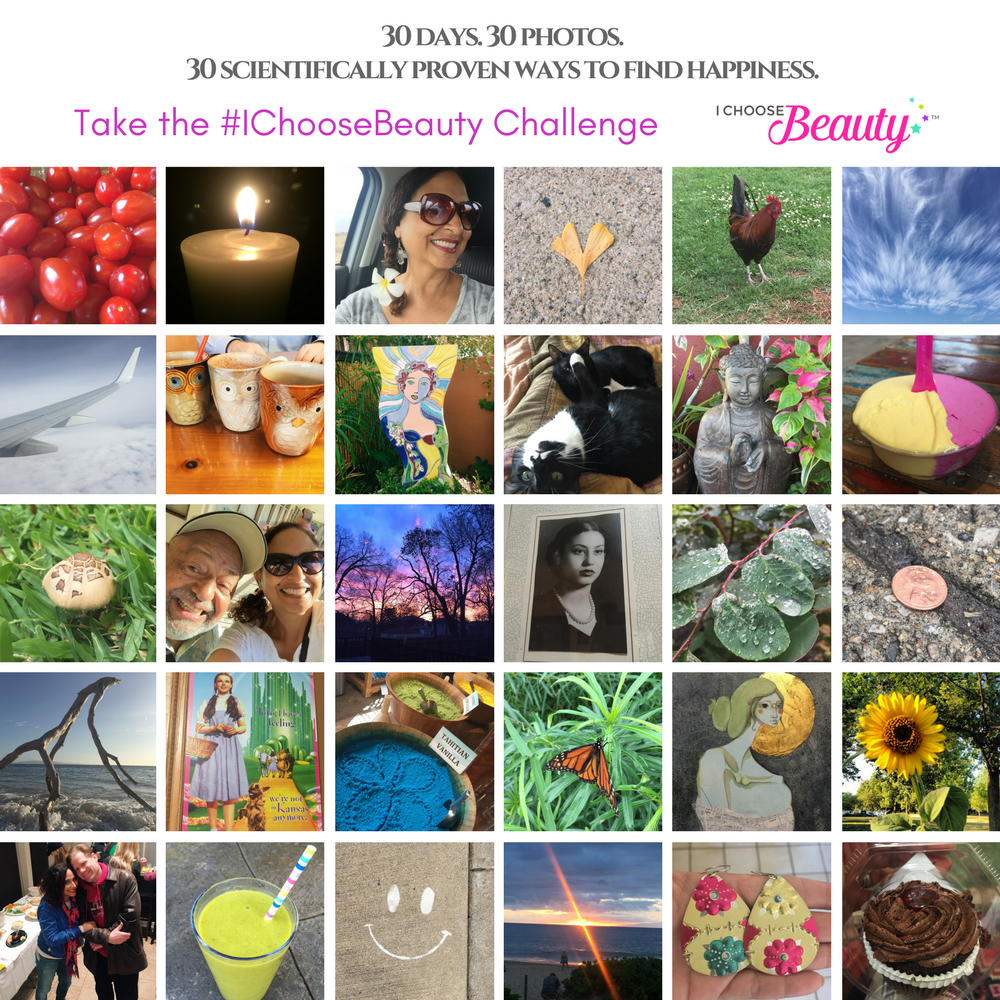 30 DAYS. 30 PHOTOS.
30 SCIENTIFICALLY PROVEN WAYS TO FIND HAPPINESS.
Take the #IChooseBeauty Challenge
I CHOOSE
Beauty™
feeling
we're not
in Kansas
anymore.
TAHITIAN
VANILLA